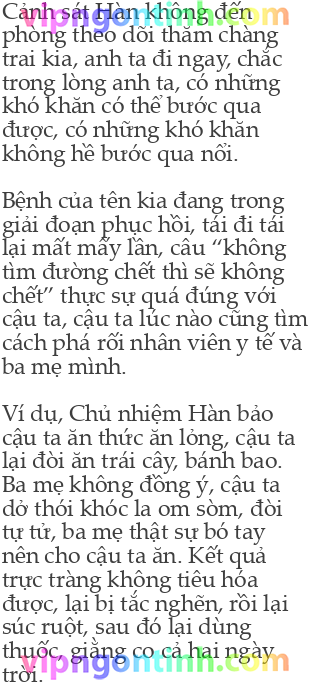 Cảnh sát Hàn không đến
phòng theo dõi thăm chàng
trai kia, anh ta đi ngay, chắc
trong lòng anh ta, có những
khó khăn có thể bước qua
được, có những khó khăn
không hề bước qua nổi.
Bệnh của tên kia đang trong
giải đoạn phục hồi, tái đi tái
lại mất mấy lần, câu “không
tìm đường chết thì sẽ không
chết” thực sự quá đúng với
cậu ta, cậu ta lúc nào cũng tìm
cách phá rối nhân viên y tế và
ba mẹ mình.
Ví dụ, Chủ nhiệm Hàn bảo
cậu ta ăn thức ăn lỏng, cậu ta
lại đòi ăn trái cây, bánh bao.
Ba mẹ không đồng ý, cậu ta
dở thói khóc la om sòm, đòi
tự tử, ba mẹ thật sự bó tay
nên cho cậu ta ăn. Kết quả
trực tràng không tiêu hóa
được, lại bị tắc nghẽn, rồi lại
súc ruột, sau đó lại dùng
thuốc, giằng co cả hai ngày
trời.
vipngontinh.com
vipngontinh.com